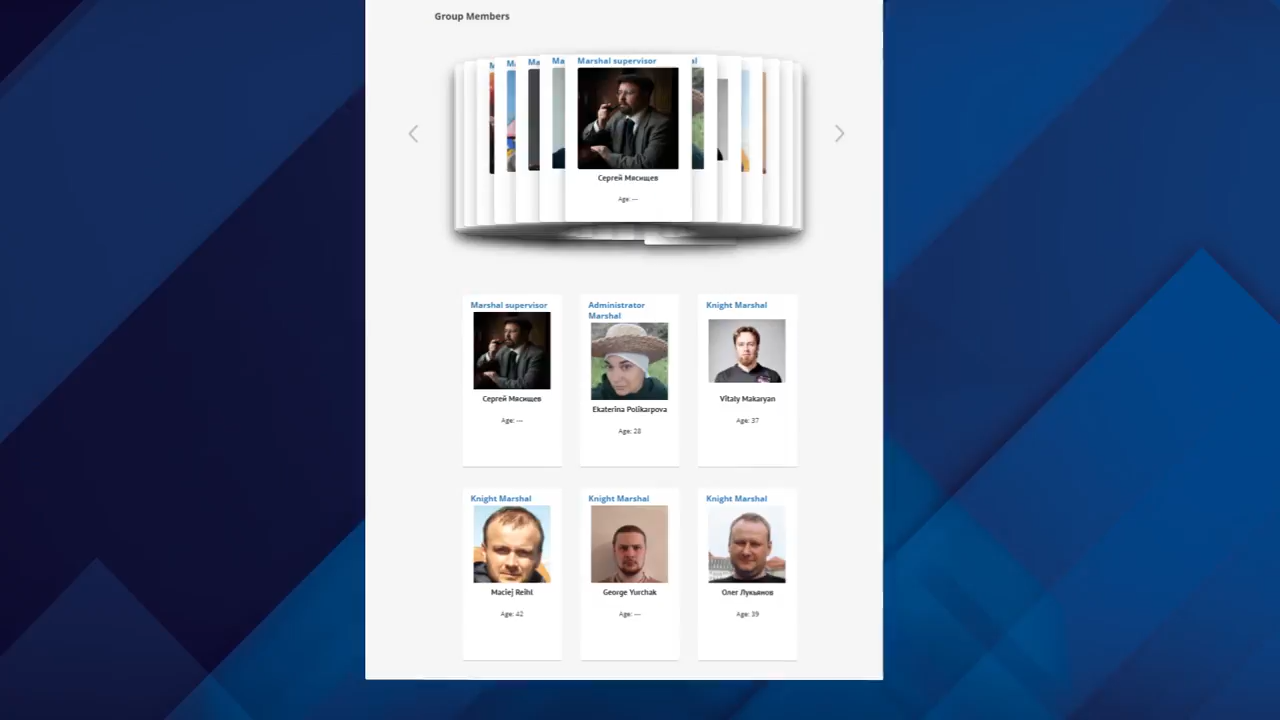 Group Members
Ma
Marshal supervisor
al
Сергей Мясищев
Age: ---
Marshal supervisor
Administrator
Marshal
Knight Marshal
Сергей Мясищев
Ekaterina Polikarpova
Vitaly Makaryan
Age: ---
Age: 28
Age: 37
Knight Marshal
Knight Marshal
Knight Marshal
Maciej Reihl
George Yurchak
Олег Лукьянов
Age: 42
Age: ---
Age: 39